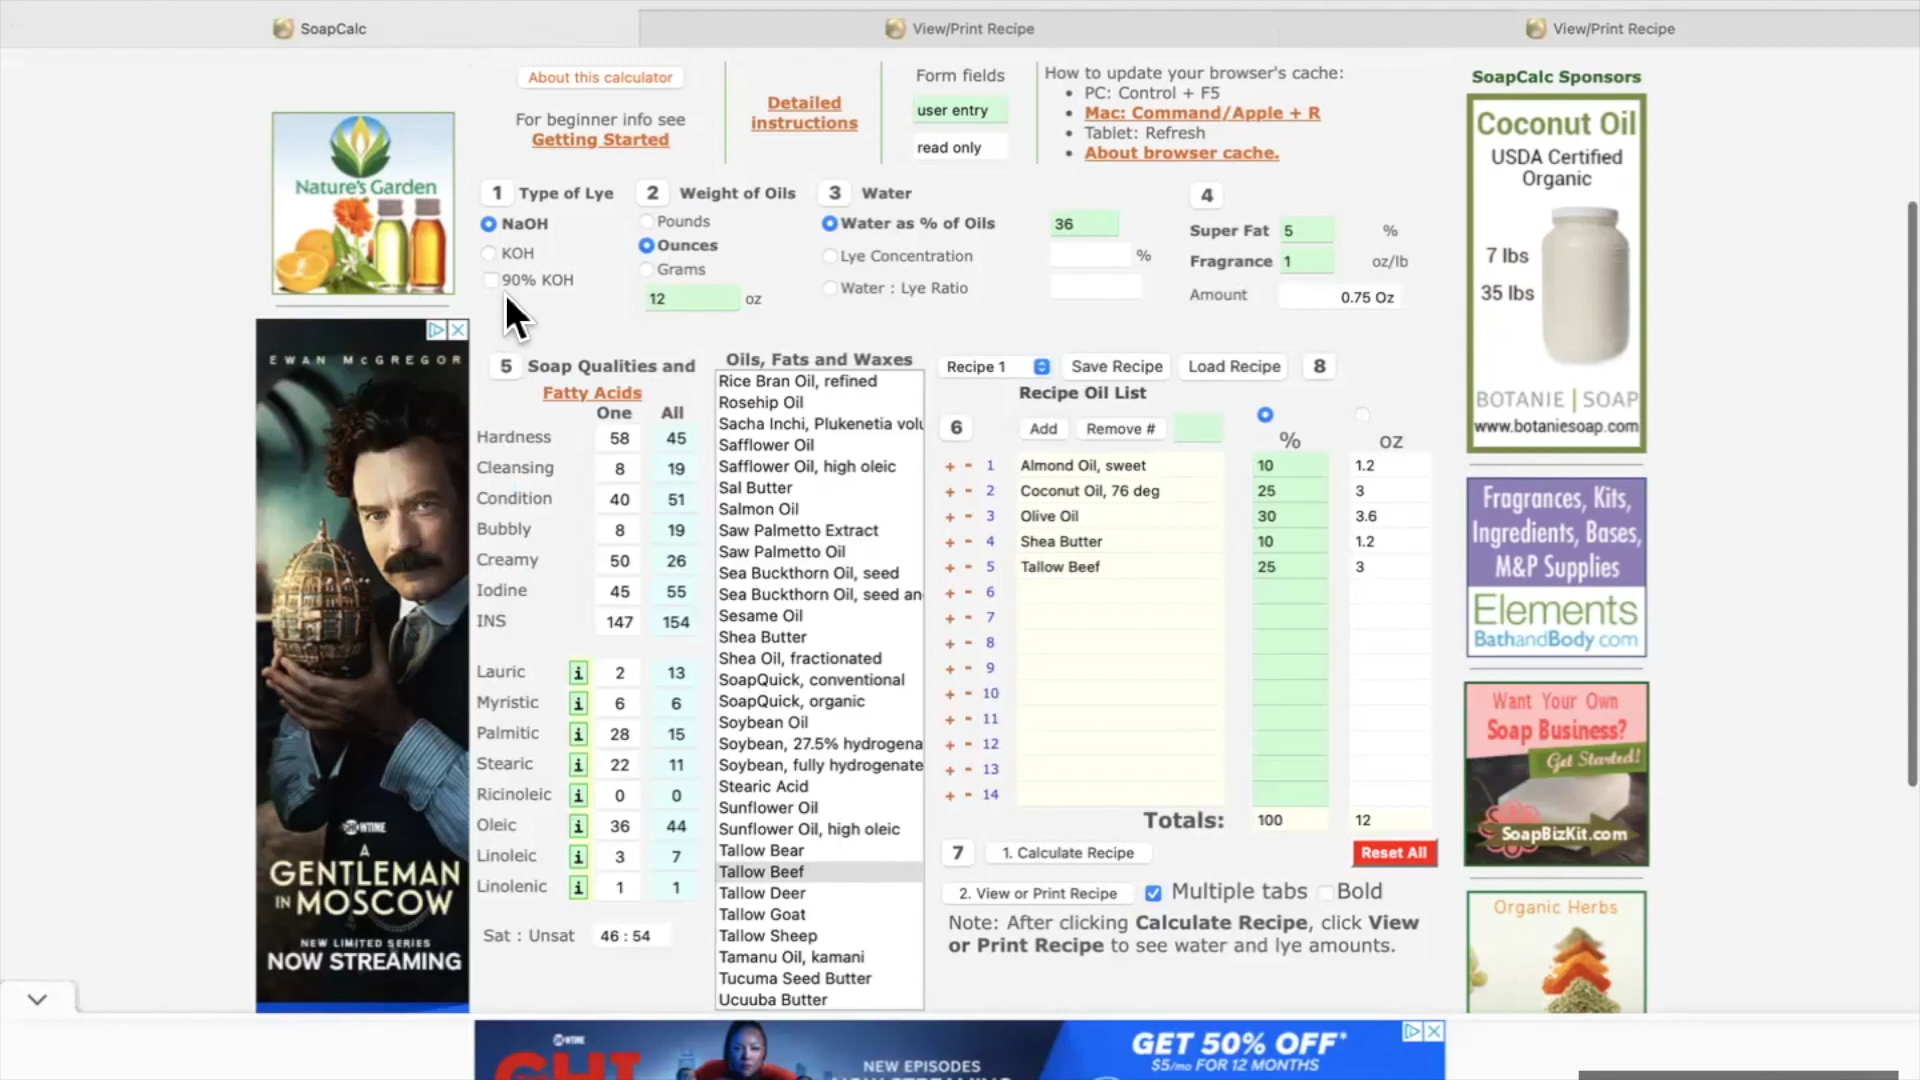 SoapCalc
View/Print Recipe
View/Print Recipe
About this calculator
For beginner info see
Getting Started
Detailed
instructions
Form fields
user entry
read only
How to update your browser's cache:
• PC: Control + F5
• Mac: Command/Apple + R
• Tablet: Refresh
• About browser cache.
SoapCalc Sponsors
Nature's Garden
1 Type of Lye
NaOH
KOH
90% KOH
2 Weight of Oils
Pounds
Ounces
Grams
12 oz
3 Water
Water as % of Oils 36
Lye Concentration %
Water : Lye Ratio
4
Super Fat 5 %
Fragrance 1 oz/lb
Amount 0.75 Oz
Coconut Oil
USDA Certified
Organic
7 lbs
35 lbs
BOTANIE | SOAP
www.botaniesoap.com
EWAN McGREGOR
SHOWTIME
A
GENTLEMAN
IN MOSCOW
NEW LIMITED SERIES
NOW STREAMING
5 Soap Qualities and
Fatty Acids
One All
Hardness 58 45
Cleansing 8 19
Condition 40 51
Bubbly 8 19
Creamy 50 26
Iodine 45 55
INS 147 154
Lauric i 2 13
Myristic i 6 6
Palmitic i 28 15
Stearic i 22 11
Ricinoleic i 0 0
Oleic i 36 44
Linoleic i 3 7
Linolenic i 1 1
Sat : Unsat 46 : 54
Oils, Fats and Waxes
Rice Bran Oil, refined
Rosehip Oil
Sacha Inchi, Plukenetia volu
Safflower Oil
Safflower Oil, high oleic
Sal Butter
Salmon Oil
Saw Palmetto Extract
Saw Palmetto Oil
Sea Buckthorn Oil, seed
Sea Buckthorn Oil, seed an
Sesame Oil
Shea Butter
Shea Oil, fractionated
SoapQuick, conventional
SoapQuick, organic
Soybean Oil
Soybean, 27.5% hydrogena
Soybean, fully hydrogenate
Stearic Acid
Sunflower Oil
Sunflower Oil, high oleic
Tallow Bear
Tallow Beef
Tallow Deer
Tallow Goat
Tallow Sheep
Tamanu Oil, kamani
Tucuma Seed Butter
Ucuuba Butter
Recipe 1 Save Recipe Load Recipe 8
Recipe Oil List
6 Add Remove # % oz
+ - 1 Almond Oil, sweet 10 1.2
+ - 2 Coconut Oil, 76 deg 25 3
+ - 3 Olive Oil 30 3.6
+ - 4 Shea Butter 10 1.2
+ - 5 Tallow Beef 25 3
+ - 6
+ - 7
+ - 8
+ - 9
+ - 10
+ - 11
+ - 12
+ - 13
+ - 14
Totals: 100 12
7 1. Calculate Recipe Reset All
2. View or Print Recipe Multiple tabs Bold
Note: After clicking Calculate Recipe, click View
or Print Recipe to see water and lye amounts.
Fragrances, Kits,
Ingredients, Bases,
M&P Supplies
Elements
BathandBody.com
Want Your Own
Soap Business?
Get Started!
SoapBizKit.com
Organic Herbs
SHOWTIME
NEW EPISODES
GET 50% OFF*
$5/mo FOR 12 MONTHS